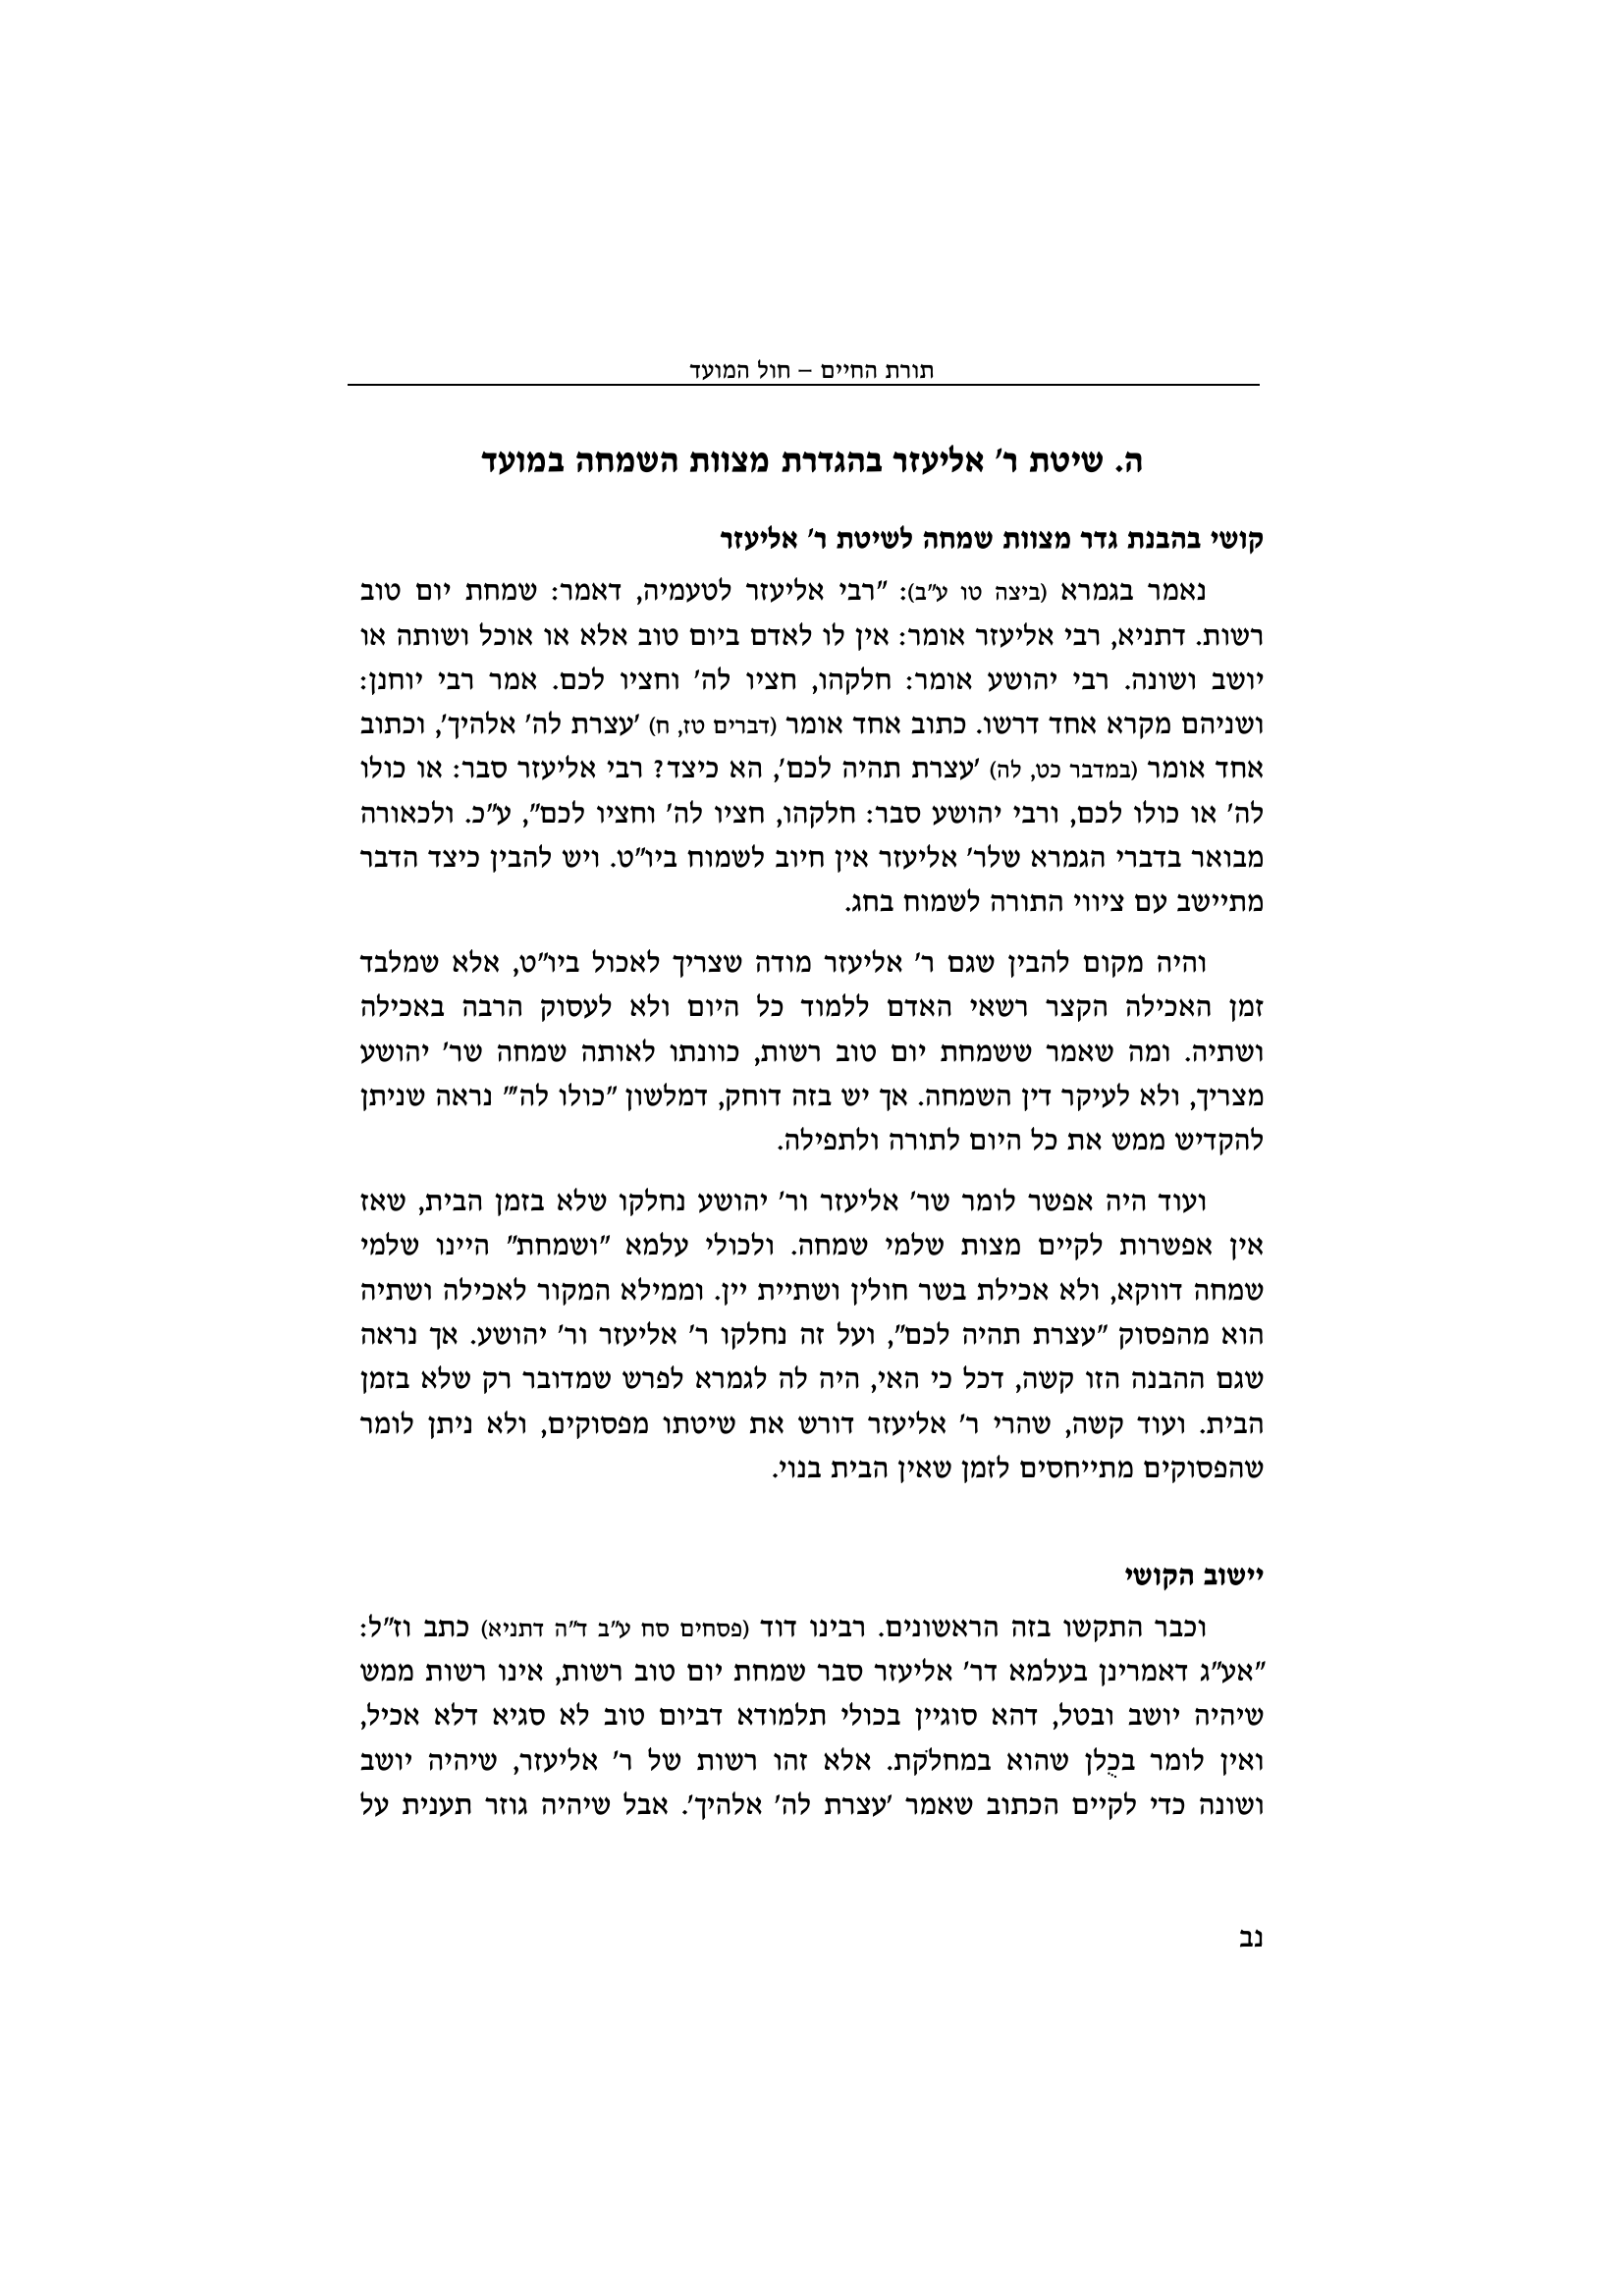 תורת החיים – חול המועד
ה. שיטת ר' אליעזר בהגדרת מצוות השמחה במועד
קושי בהבנת גדר מצוות שמחה לשיטת ר' אליעזר
נאמר בגמרא (ביצה טו ע"ב): "רבי אליעזר לטעמיה, דאמר: שמחת יום טוב
רשות. דתניא, רבי אליעזר אומר: אין לו לאדם ביום טוב אלא או אוכל ושותה או
יושב ושונה. רבי יהושע אומר: חלקהו, חציו לה' וחציו לכם. אמר רבי יוחנן:
ושניהם מקרא אחד דרשו. כתוב אחד אומר (דברים טז, ח) 'עצרת לה' אלהיך', וכתוב
אחד אומר (במדבר כט, לה) 'עצרת תהיה לכם', הא כיצד? רבי אליעזר סבר: או כולו
לה' או כולו לכם, ורבי יהושע סבר: חלקהו, חציו לה' וחציו לכם", ע"כ. ולכאורה
מבואר בדברי הגמרא שלר' אליעזר אין חיוב לשמוח ביו"ט. ויש להבין כיצד הדבר
מתיישב עם ציווי התורה לשמוח בחג.
והיה מקום להבין שגם ר' אליעזר מודה שצריך לאכול ביו"ט, אלא שמלבד
זמן האכילה הקצר רשאי האדם ללמוד כל היום ולא לעסוק הרבה באכילה
ושתיה. ומה שאמר ששמחת יום טוב רשות, כוונתו לאותה שמחה שר' יהושע
מצריך, ולא לעיקר דין השמחה. אך יש בזה דוחק, דמלשון "כולו לה'" נראה שניתן
להקדיש ממש את כל היום לתורה ולתפילה.
ועוד היה אפשר לומר שר' אליעזר ור' יהושע נחלקו שלא בזמן הבית, שאז
אין אפשרות לקיים מצות שלמי שמחה. ולכולי עלמא "ושמחת" היינו שלמי
שמחה דווקא, ולא אכילת בשר חולין ושתיית יין. וממילא המקור לאכילה ושתיה
הוא מהפסוק "עצרת תהיה לכם", ועל זה נחלקו ר' אליעזר ור' יהושע. אך נראה
שגם ההבנה הזו קשה, דכל כי האי, היה לה לגמרא לפרש שמדובר רק שלא בזמן
הבית. ועוד קשה, שהרי ר' אליעזר דורש את שיטתו מפסוקים, ולא ניתן לומר
שהפסוקים מתייחסים לזמן שאין הבית בנוי.
יישוב הקושי
וכבר התקשו בזה הראשונים. רבינו דוד (פסחים סח ע"ב ד"ה דתניא) כתב וז"ל:
"אע"ג דאמרינן בעלמא דר' אליעזר סבר שמחת יום טוב רשות, אינו רשות ממש
שיהיה יושב ובטל, דהא סוגיין בכולי תלמודא דביום טוב לא סגיא דלא אכיל,
ואין לומר בכֻלן שהוא במחלֹקת. אלא זהו רשות של ר' אליעזר, שיהיה יושב
ושונה כדי לקיים הכתוב שאמר 'עצרת לה' אלהיך'. אבל שיהיה גוזר תענית על
נב